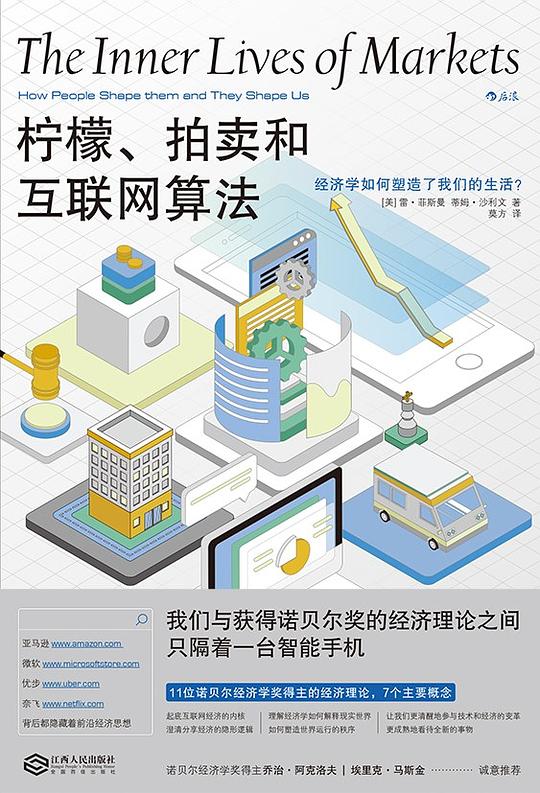 The Inner Lives of Markets
How People Shape them and They Shape Us
后浪
柠檬、拍卖和
互联网算法
经济学如何塑造了我们的生活?
[美] 雷·菲斯曼 蒂姆·沙利文 著
莫方 译
我们与获得诺贝尔奖的经济理论之间
只隔着一台智能手机
亚马逊 www.amazon.com
微软 www.microsoftstore.com
优步 www.uber.com
奈飞 www.netflix.com
背后都隐藏着前沿经济思想
11位诺贝尔经济学奖得主的经济理论，7个主要概念
起底互联网经济的内核
澄清分享经济的隐形逻辑
理解经济学如何解释现实世界
如何塑造世界运行的秩序
让我们更清醒地参与技术和经济的变革
更成熟地看待全新的事物
江西人民出版社
Jiangxi People's Publishing House
全国百佳出版社
诺贝尔经济学奖得主乔治·阿克洛夫 | 埃里克·马斯金 ············ 诚意推荐